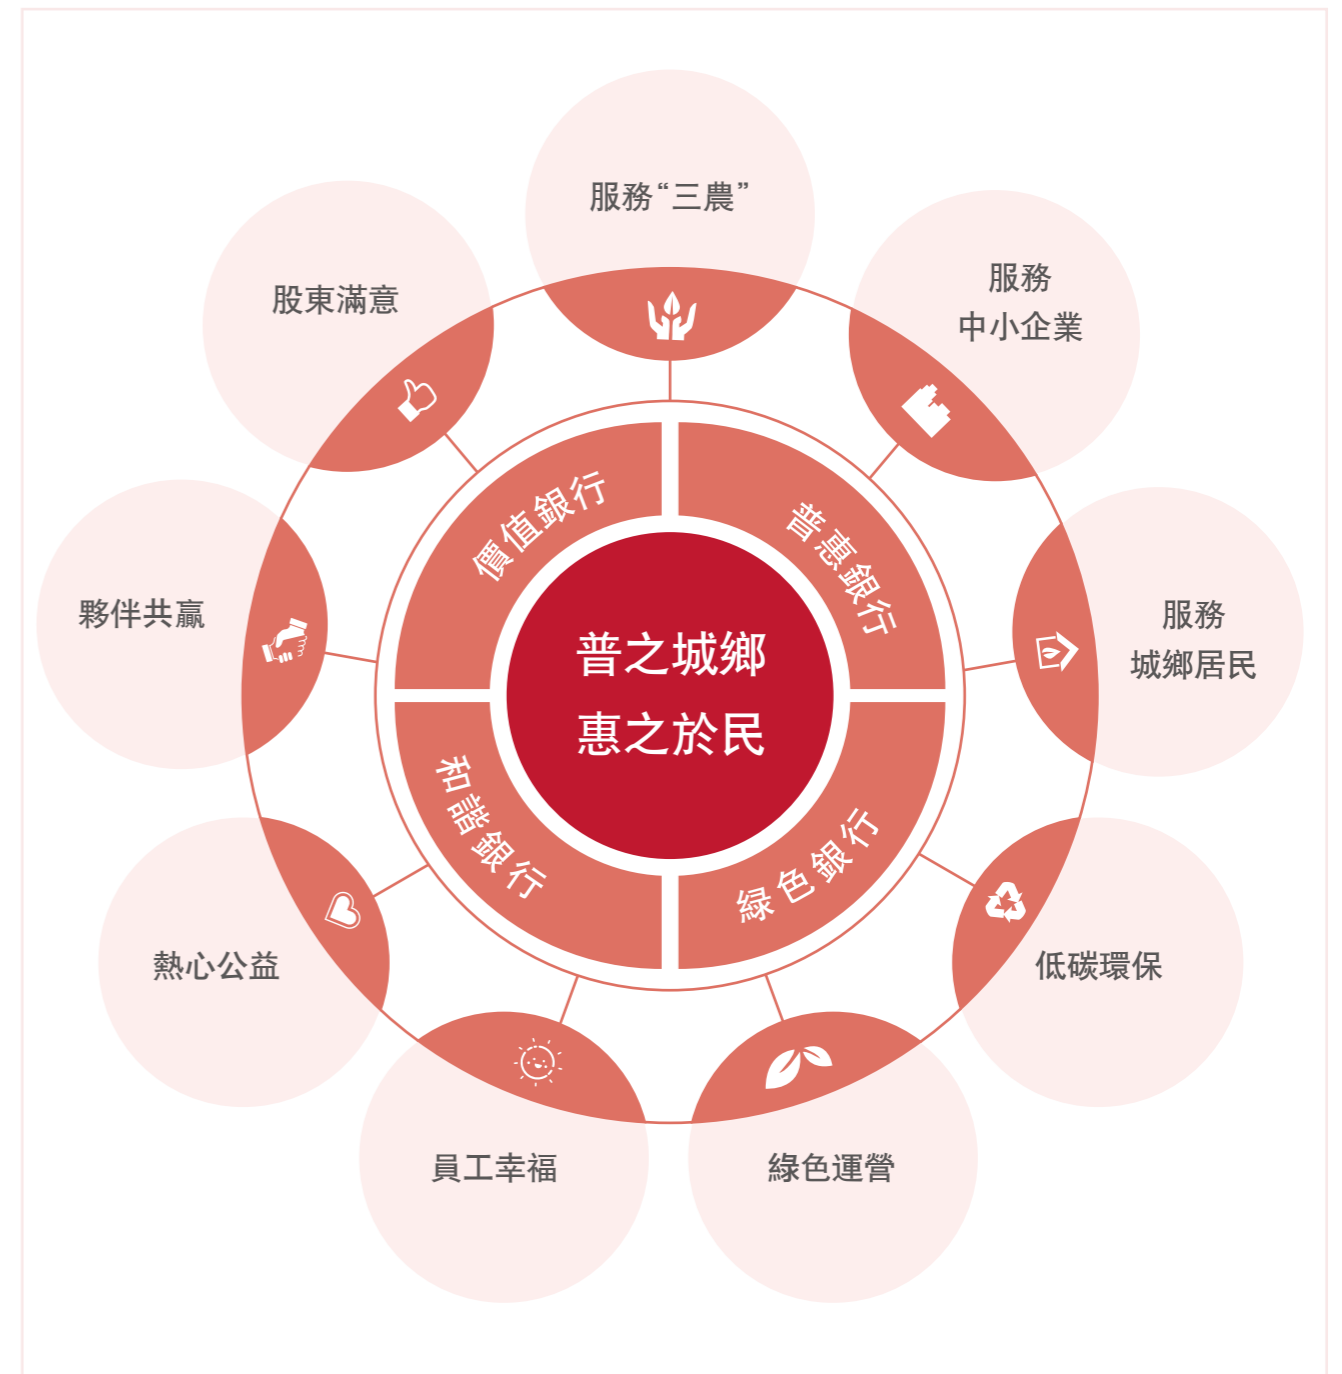 服務“三農”
服務
中小企業
服務
城鄉居民
低碳環保
綠色運營
員工幸福
熱心公益
夥伴共贏
股東滿意
價值銀行
普惠銀行
绿色銀行
和諧銀行
普之城鄉
惠之於民